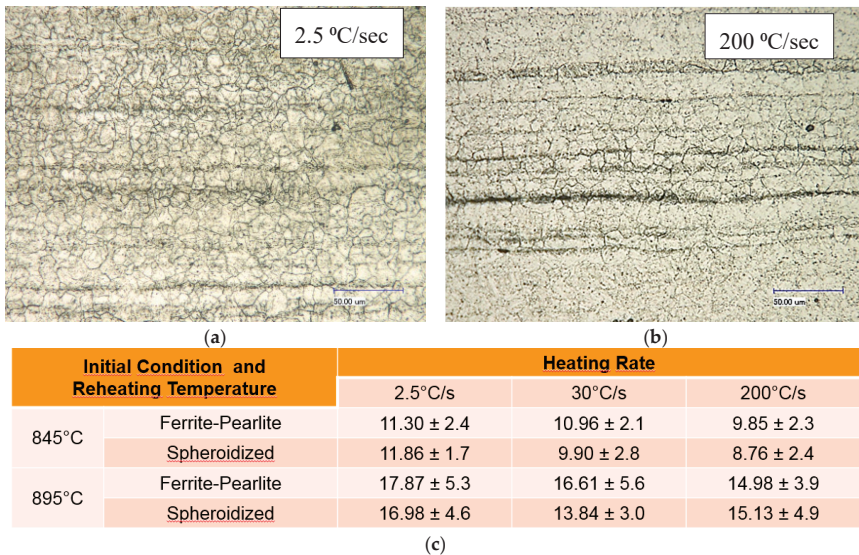 2.5 ⁰C/sec
200 ⁰C/sec
50.00 um
50.00 um
(a)
(b)
Initial Condition and
Reheating Temperature
Heating Rate
2.5°C/s
30°C/s
200°C/s
845°C
Ferrite-Pearlite
11.30 ± 2.4
10.96 ± 2.1
9.85 ± 2.3
Spheroidized
11.86 ± 1.7
9.90 ± 2.8
8.76 ± 2.4
895°C
Ferrite-Pearlite
17.87 ± 5.3
16.61 ± 5.6
14.98 ± 3.9
Spheroidized
16.98 ± 4.6
13.84 ± 3.0
15.13 ± 4.9
(c)